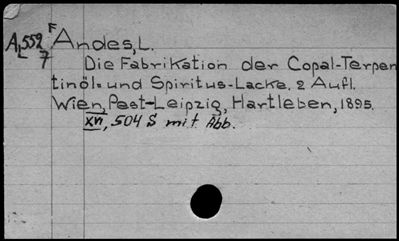 A,552 F Andes, L.
7 Die Fabrikation der Copal-Terpen
tinöl- und Spiritus-Lacke. 2 Aufl.
Wien, Pest-Leipzig, Hartleben, 1895.
XVI, 504 S mit Abb.